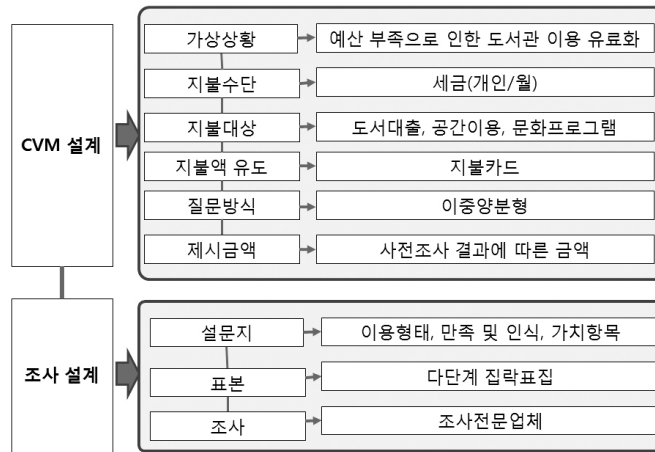 CVM 설계
가상상황
예산 부족으로 인한 도서관 이용 유료화
지불수단
세금(개인/월)
지불대상
도서대출, 공간이용, 문화프로그램
지불액 유도
지불카드
질문방식
이중양분형
제시금액
사전조사 결과에 따른 금액
조사 설계
설문지
이용형태, 만족 및 인식, 가치항목
표본
다단계 집락표집
조사
조사전문업체